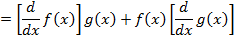 = [d/dx f(x)] g(x) + f(x) [d/dx g(x)]